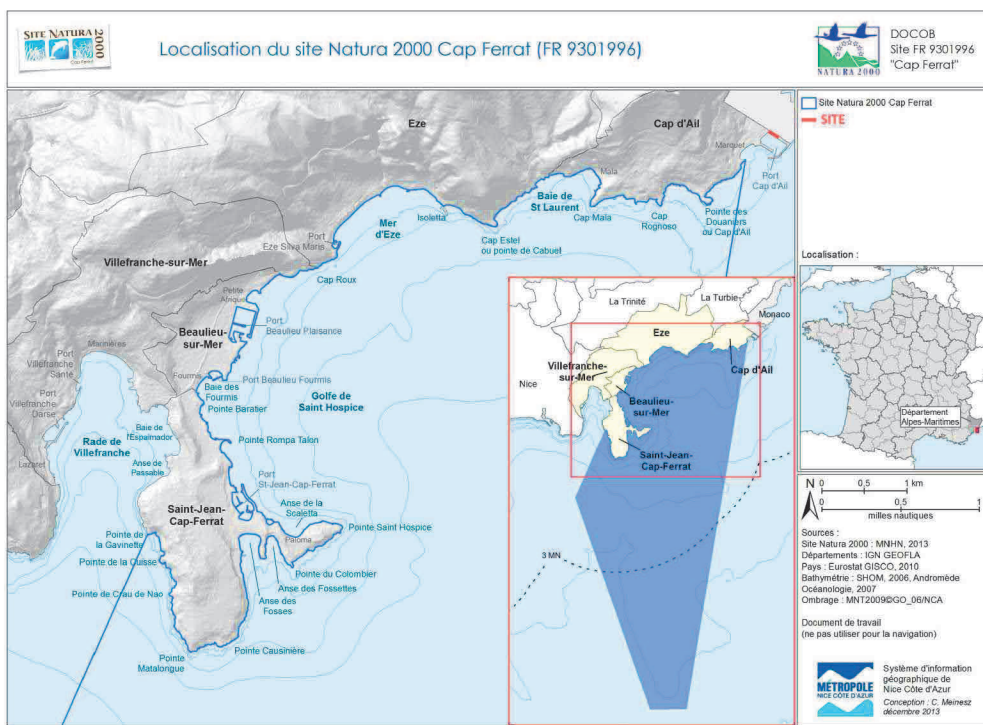 SITE NATURA 2000
Cap Ferrat
Localisation du site Natura 2000 Cap Ferrat (FR 9301996)
NATURA 2000
DOCOB
Site FR 9301996
"Cap Ferrat"
Eze
Cap d'Ail
Marquet
Port
Cap d'Ail
Mala
Baie de
St Laurent
Isoletta
Mer
d'Eze
Cap Mala
Cap
Rognoso
Pointe des
Douaniers
ou Cap d'Ail
Port
Eze Silva Maris
Cap Estel
ou pointe de Cabuel
Villefranche-sur-Mer
Cap Roux
Petite
Afrique
Port
Beaulieu Plaisance
Beaulieu-
sur-Mer
Marinières
Port
Villefranche
Santé
Fourmis
Port Beaulieu Fourmis
Baie des
Fourmis
Pointe Baratier
Golfe de
Saint Hospice
Port
Villefranche
Darse
Baie de
l'Espalmador
Rade de
Villefranche
Pointe Rompa Talon
Lazaret
Anse de
Passable
Port
St-Jean-Cap-Ferrat
Anse de la
Scaletta
Saint-Jean-
Cap-Ferrat
Pointe Saint Hospice
Paloma
Pointe de
la Gavinette
Pointe de la Cuisse
Pointe du Colombier
Anse des Fossettes
Pointe de Crau de Nao
Anse des
Fosses
Pointe Causinière
Pointe
Matalongue
La Trinité
La Turbie
Monaco
Eze
Villefranche-
sur-Mer
Cap d'Ail
Nice
Beaulieu-
sur-Mer
Saint-Jean-
Cap-Ferrat
3 MN
Site Natura 2000 Cap Ferrat
SITE
Localisation :
Département
Alpes-Maritimes
N
0 0,5 1 km
0 0,5 1
milles nautiques
Sources :
Site Natura 2000 : MNHN, 2013
Départements : IGN GEOFLA
Pays : Eurostat GISCO, 2010
Bathymétrie : SHOM, 2006, Andromède
Océanologie, 2007
Ombrage : MNT2009©GO_06/NCA
Document de travail
(ne pas utiliser pour la navigation)
MÉTROPOLE
NICE CÔTE D'AZUR
Système d'information
géographique de
Nice Côte d'Azur
Conception : C. Meinesz
décembre 2013